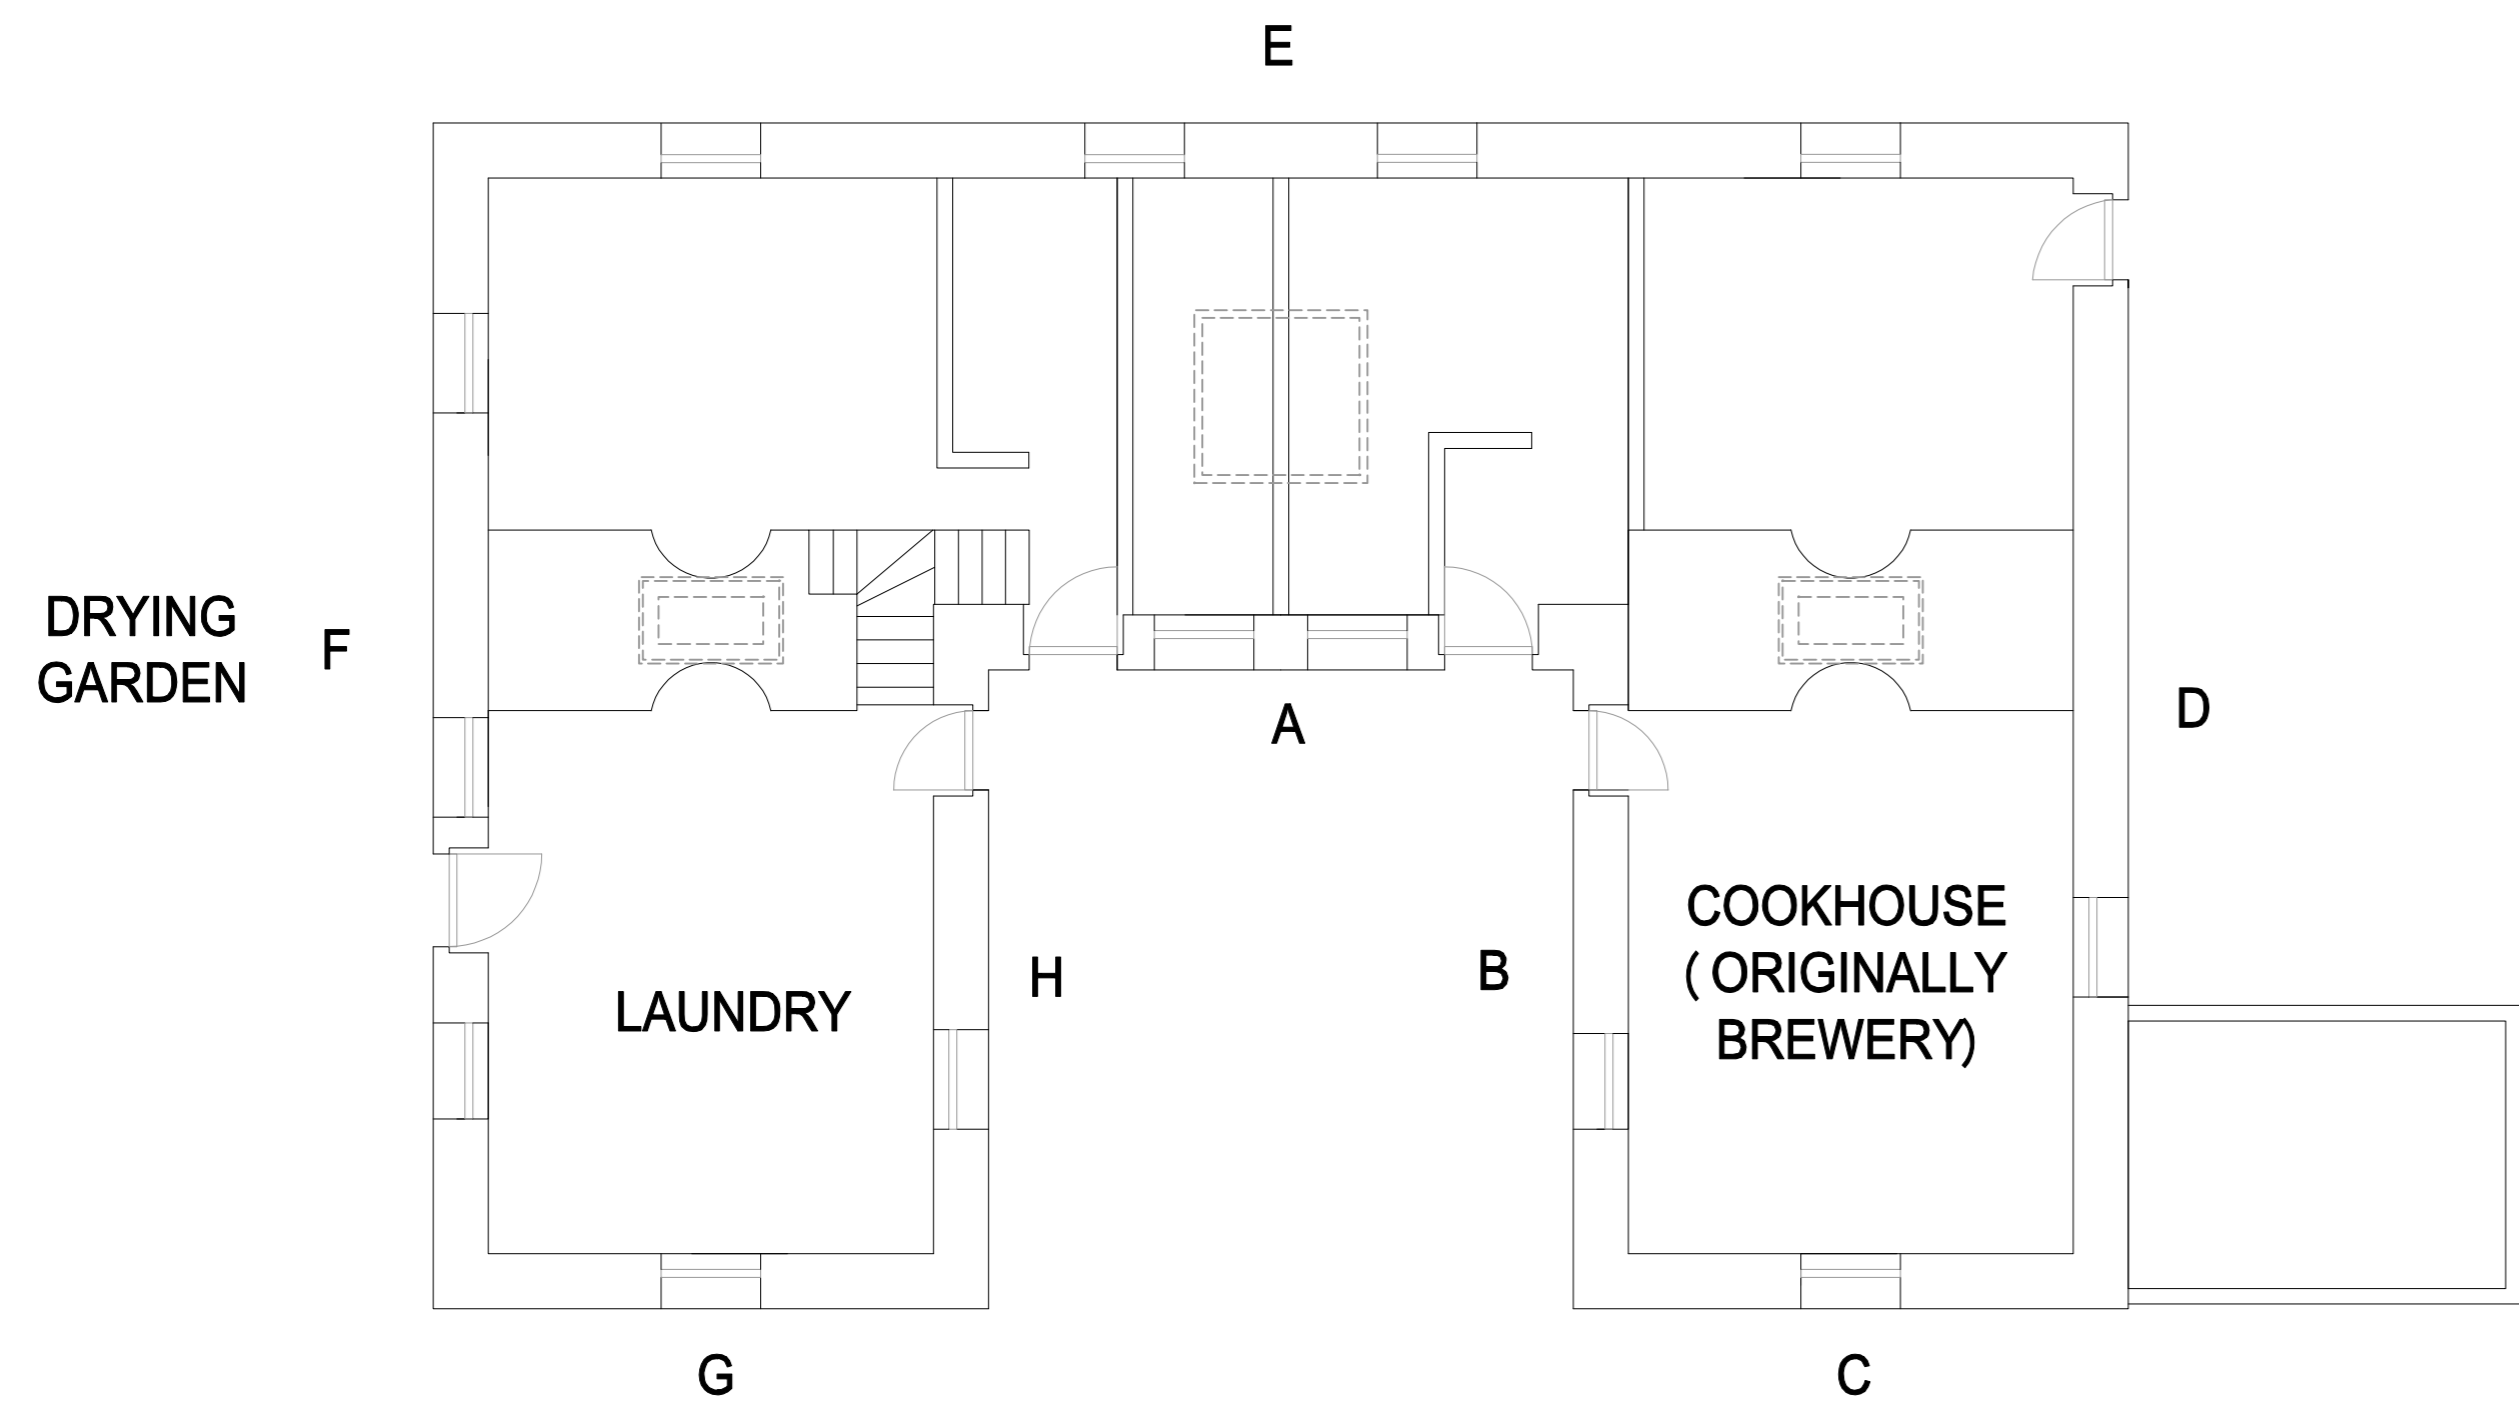 E
DRYING
GARDEN
F
A
D
COOKHOUSE
( ORIGINALLY
BREWERY)
H
B
LAUNDRY
G
C